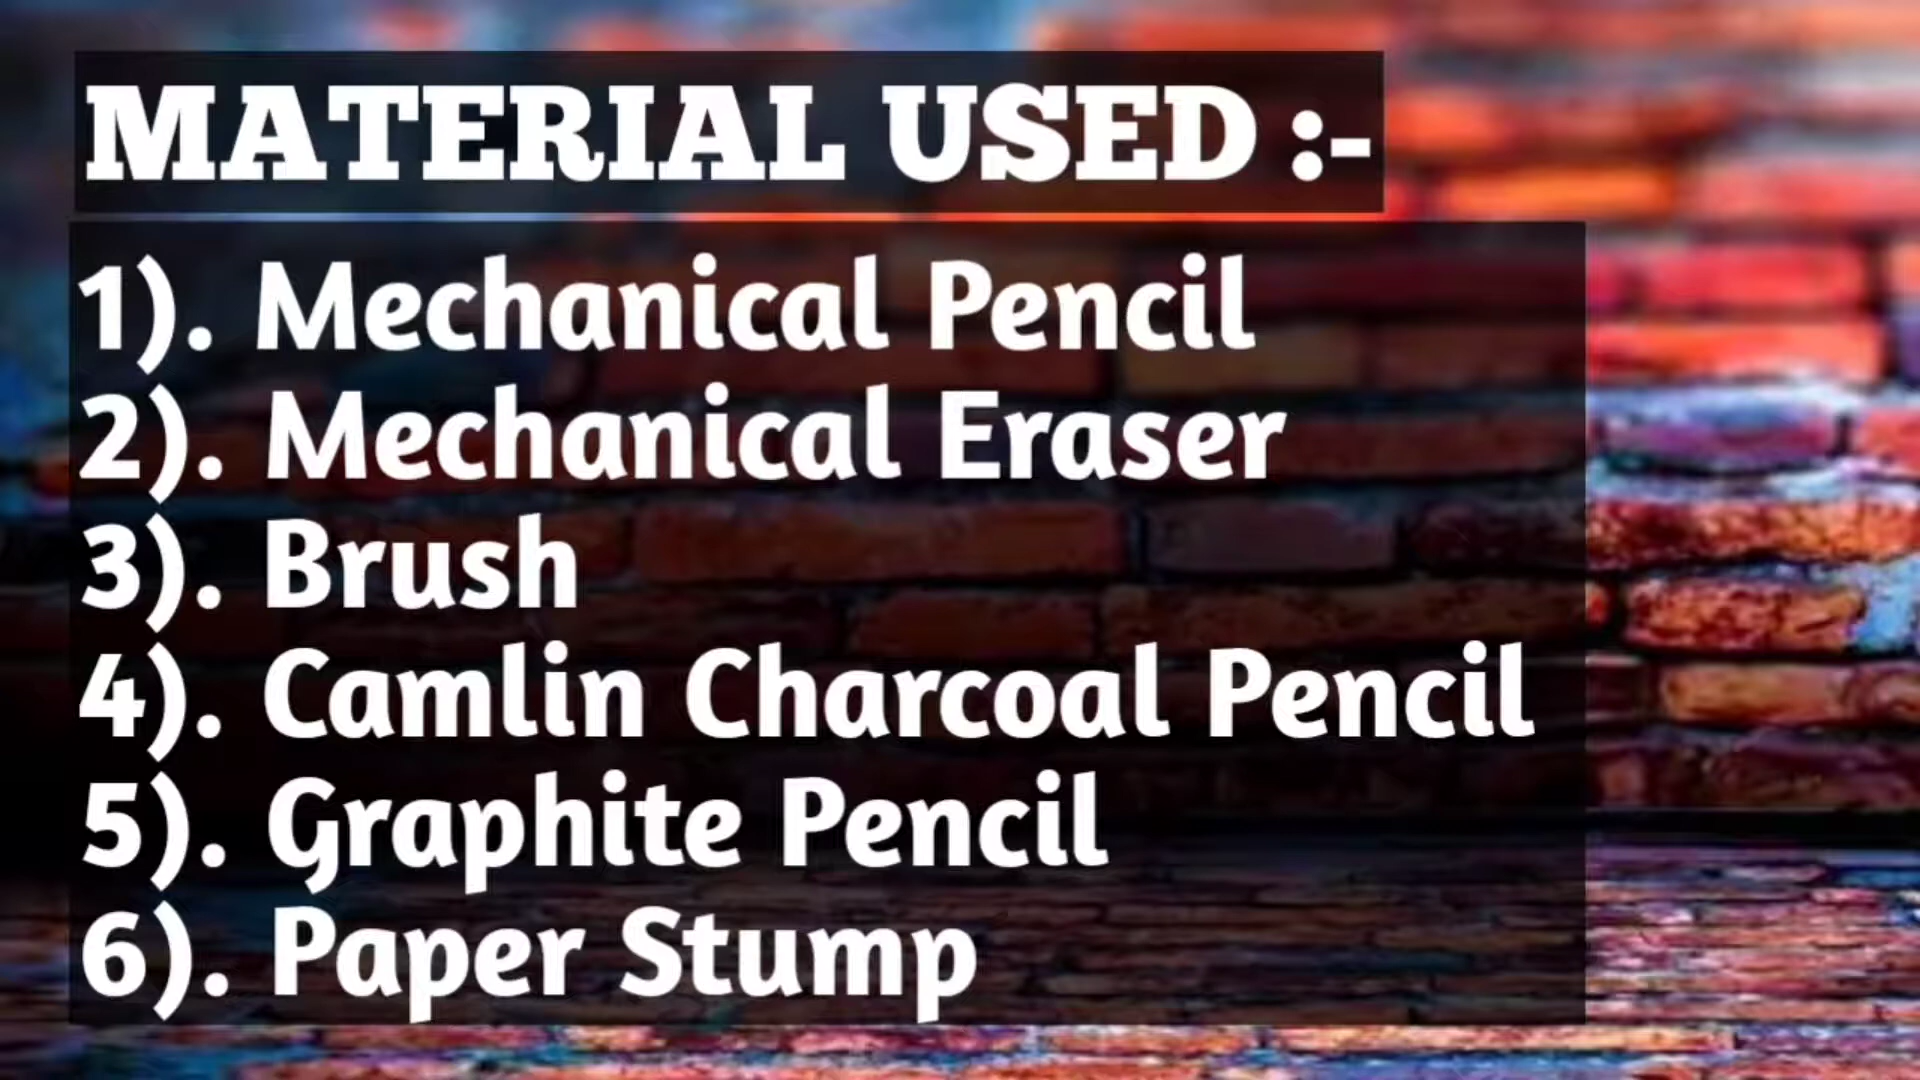 MATERIAL USED :-
1). Mechanical Pencil
2). Mechanical Eraser
3). Brush
4). Camlin Charcoal Pencil
5). Graphite Pencil
6). Paper Stump